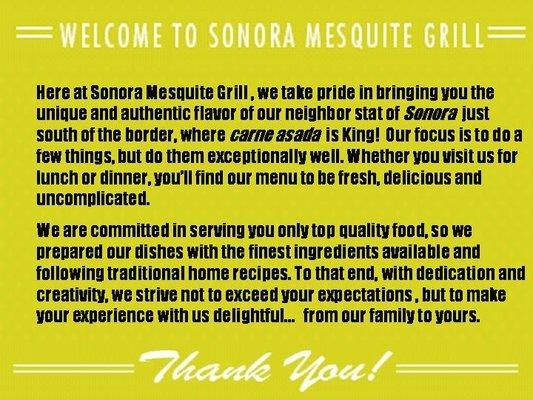 WELCOME TO SONORA MESQUITE GRILL
Here at Sonora Mesquite Grill , we take pride in bringing you the
unique and authentic flavor of our neighbor stat of Sonora just
south of the border, where carne asada is King! Our focus is to do a
few things, but do them exceptionally well. Whether you visit us for
lunch or dinner, you'll find our menu to be fresh, delicious and
uncomplicated.
We are committed in serving you only top quality food, so we
prepared our dishes with the finest ingredients available and
following traditional home recipes. To that end, with dedication and
creativity, we strive not to exceed your expectations , but to make
your experience with us delightful... from our family to yours.
Thank You!